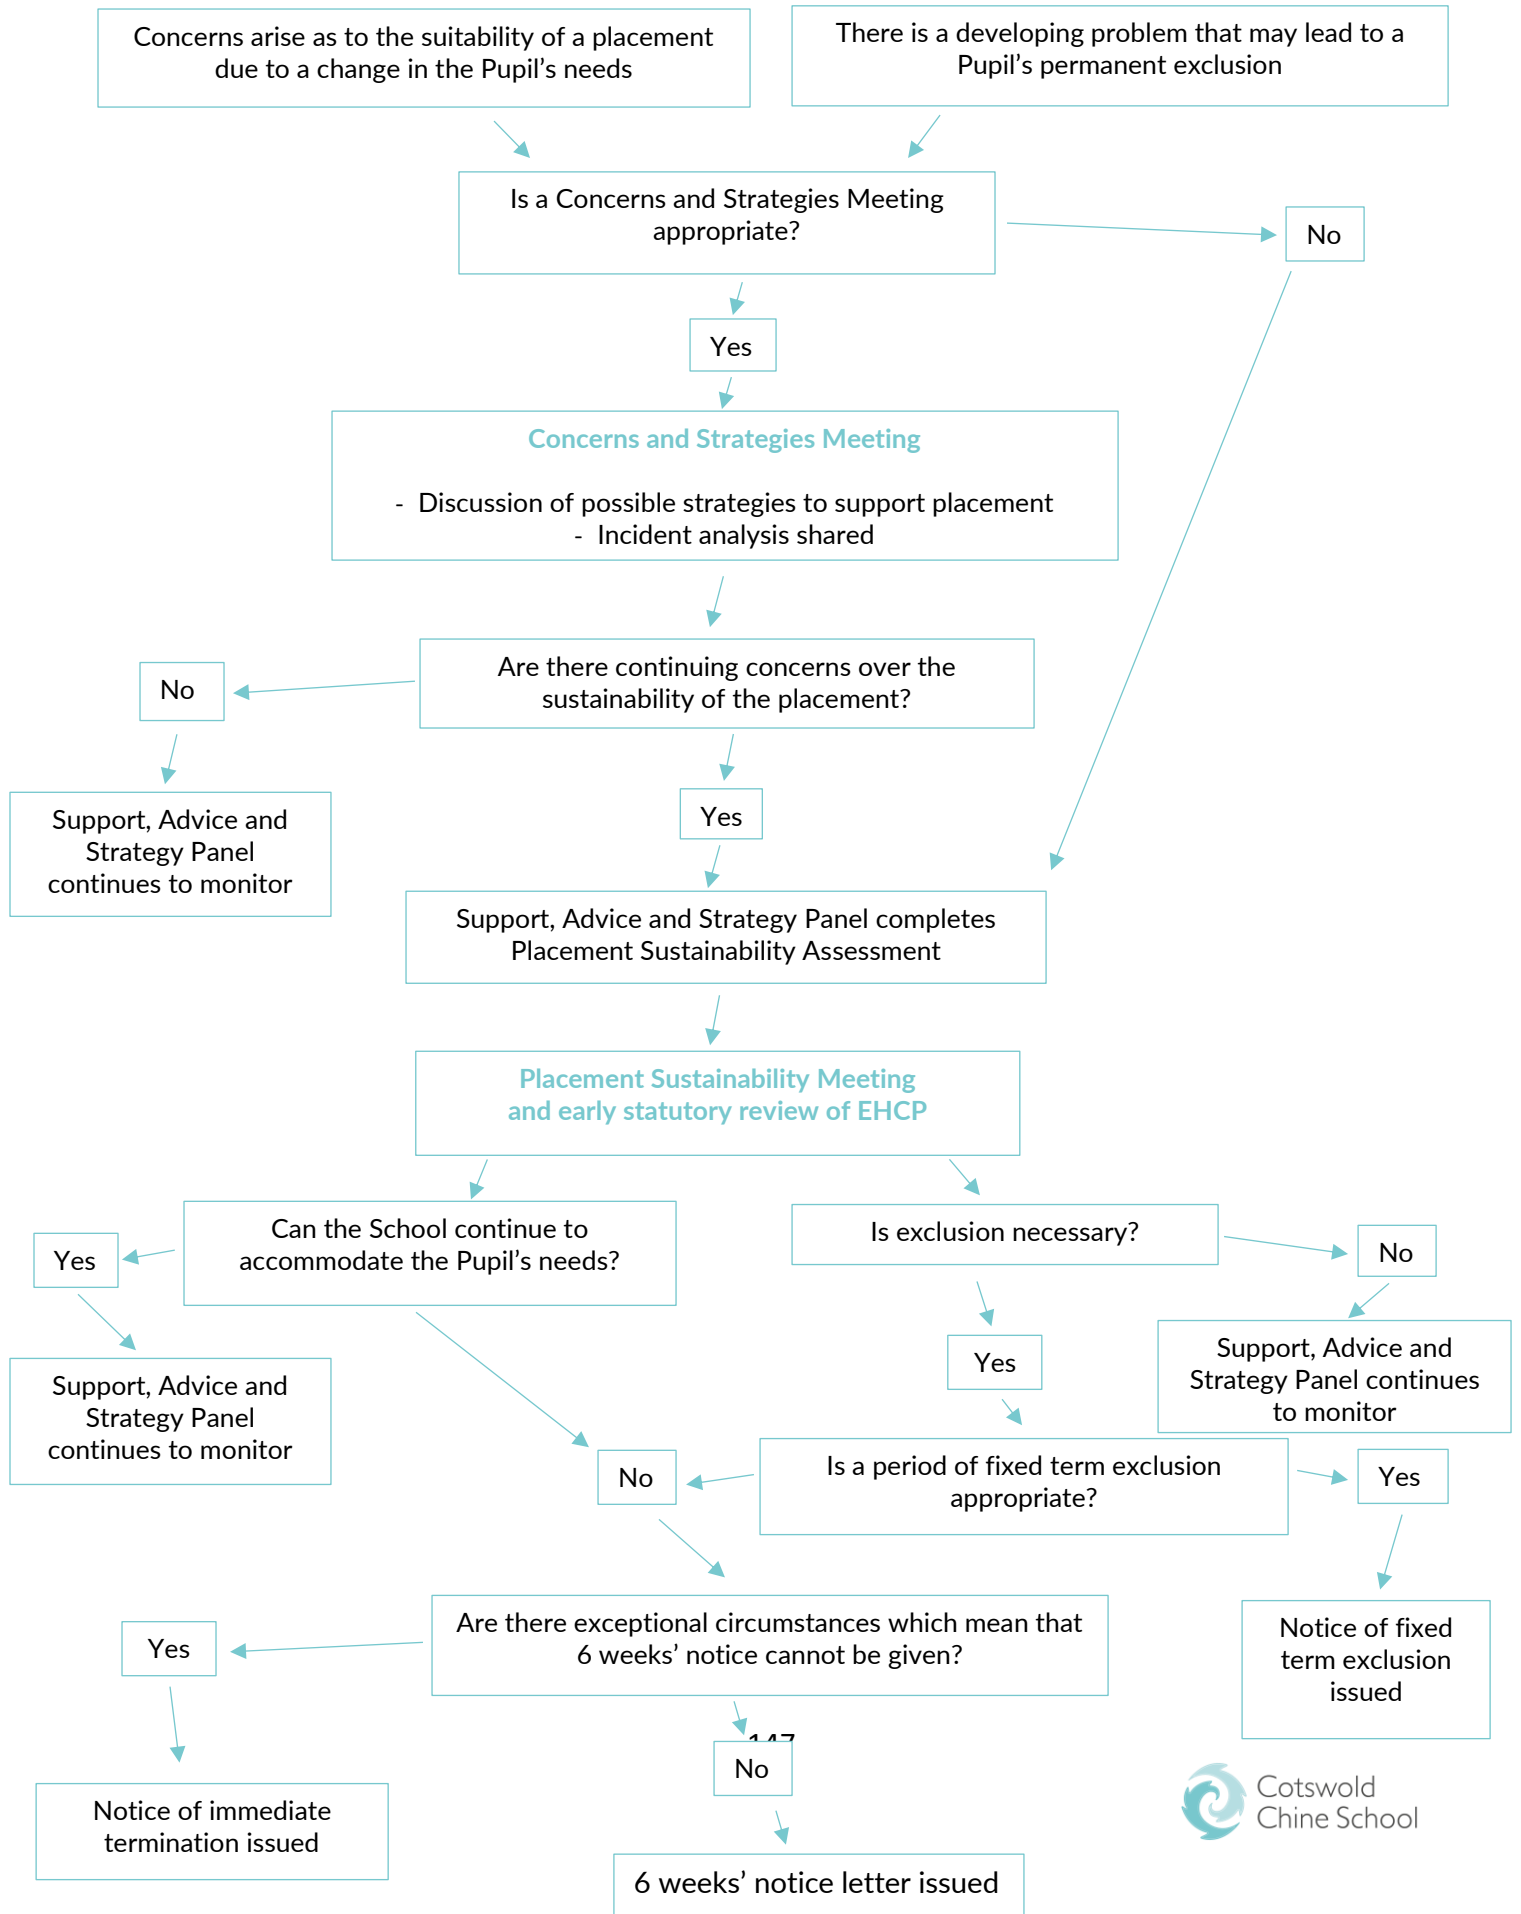 Concerns arise as to the suitability of a placement
due to a change in the Pupil’s needs
There is a developing problem that may lead to a
Pupil’s permanent exclusion
Is a Concerns and Strategies Meeting
appropriate?
No
Yes
Concerns and Strategies Meeting
- Discussion of possible strategies to support placement
- Incident analysis shared
Are there continuing concerns over the
sustainability of the placement?
No
Yes
Support, Advice and
Strategy Panel
continues to monitor
Support, Advice and Strategy Panel completes
Placement Sustainability Assessment
Placement Sustainability Meeting
and early statutory review of EHCP
Can the School continue to
accommodate the Pupil’s needs?
Yes
Support, Advice and
Strategy Panel
continues to monitor
Is exclusion necessary?
No
Yes
Support, Advice and
Strategy Panel continues
to monitor
Is a period of fixed term exclusion
appropriate?
No
Yes
Notice of fixed
term exclusion
issued
Are there exceptional circumstances which mean that
6 weeks’ notice cannot be given?
Yes
Notice of immediate
termination issued
No
6 weeks’ notice letter issued
Cotswold
Chine School